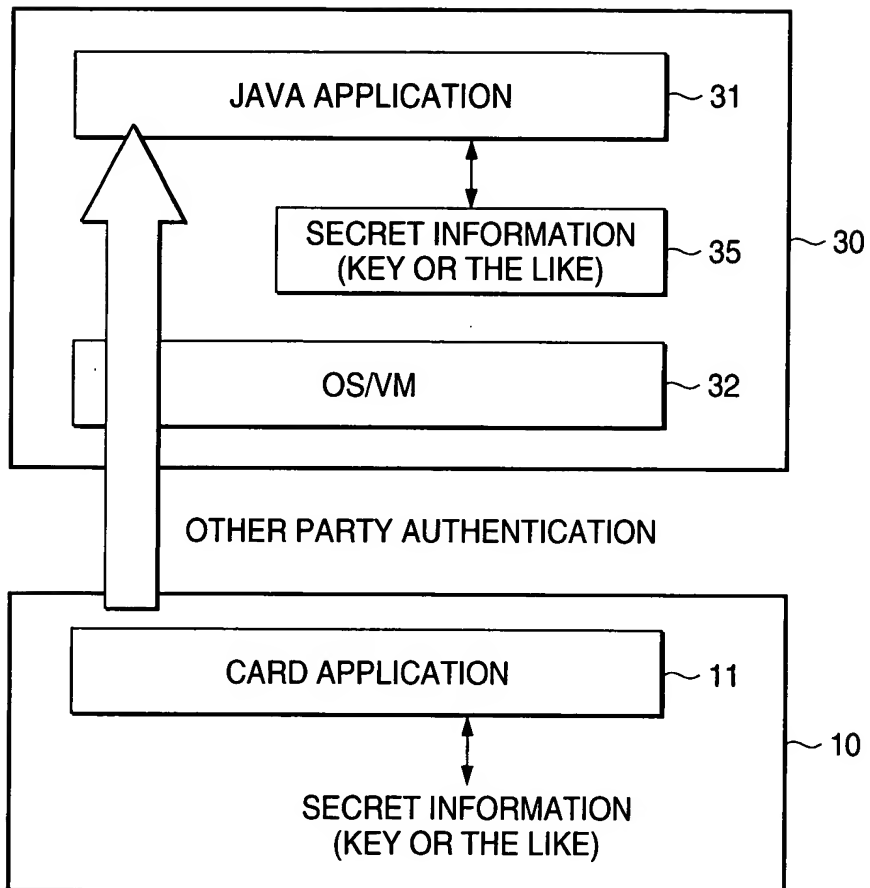 JAVA APPLICATION
31
SECRET INFORMATION
(KEY OR THE LIKE)
35
30
OS/VM
32
OTHER PARTY AUTHENTICATION
CARD APPLICATION
11
10
SECRET INFORMATION
(KEY OR THE LIKE)